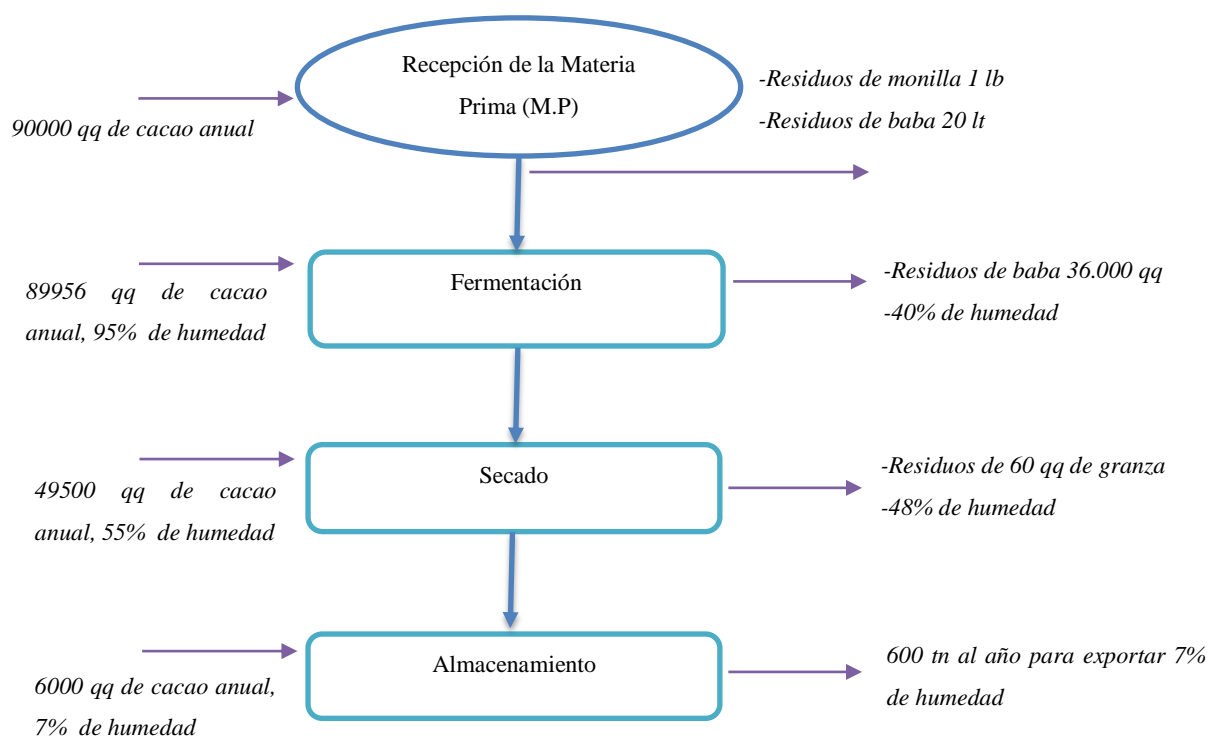 Recepción de la Materia
Prima (M.P)
90000 qq de cacao anual
-Residuos de monilla 1 lb
-Residuos de baba 20 lt
Fermentación
89956 qq de cacao
anual, 95% de humedad
-Residuos de baba 36.000 qq
-40% de humedad
Secado
49500 qq de cacao
anual, 55% de humedad
-Residuos de 60 qq de granza
-48% de humedad
Almacenamiento
6000 qq de cacao anual,
7% de humedad
600 tn al año para exportar 7%
de humedad